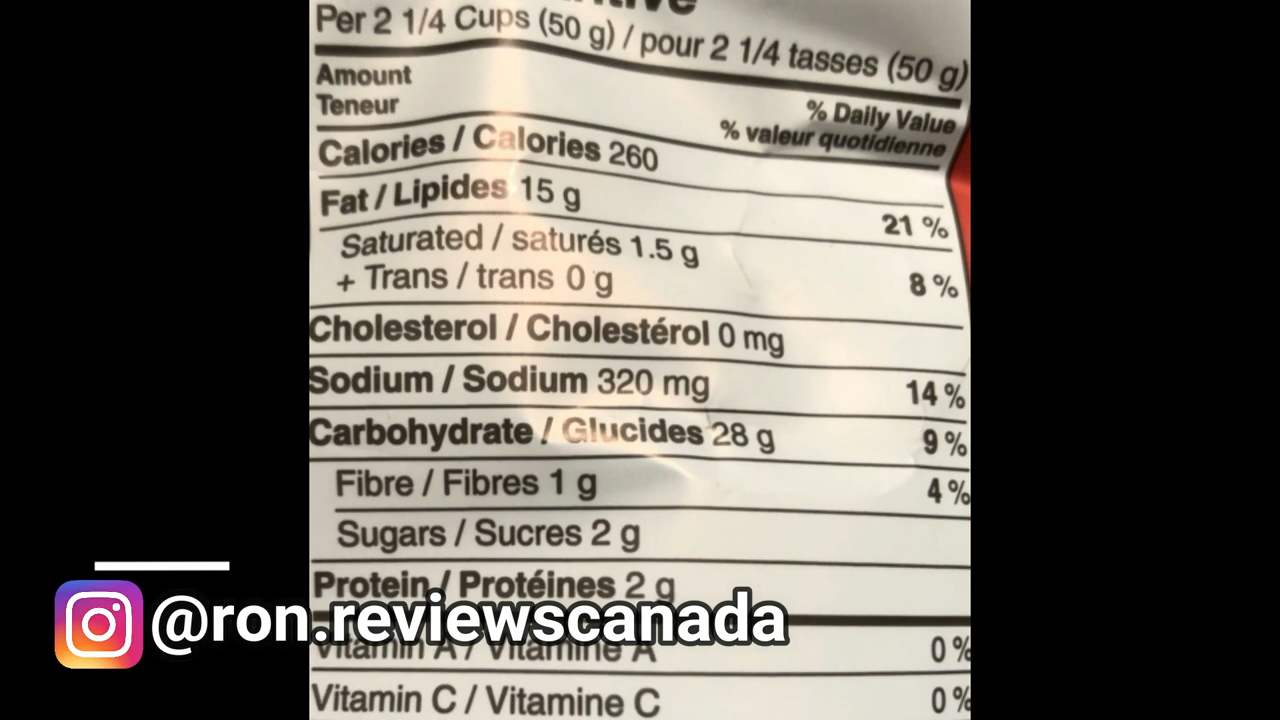 Per 2 1/4 Cups (50 g) / pour 2 1/4 tasses (50 g)
Amount
Teneur
% Daily Value
% valeur quotidienne
Calories / Calories 260
Fat / Lipides 15 g 21 %
Saturated / saturés 1.5 g
+ Trans / trans 0 g 8 %
Cholesterol / Cholestérol 0 mg
Sodium / Sodium 320 mg 14 %
Carbohydrate / Glucides 28 g 9 %
Fibre / Fibres 1 g 4 %
Sugars / Sucres 2 g
Protein / Protéines 2 g
@ron.reviewscanada
Vitamin A / Vitamine A 0 %
Vitamin C / Vitamine C 0 %